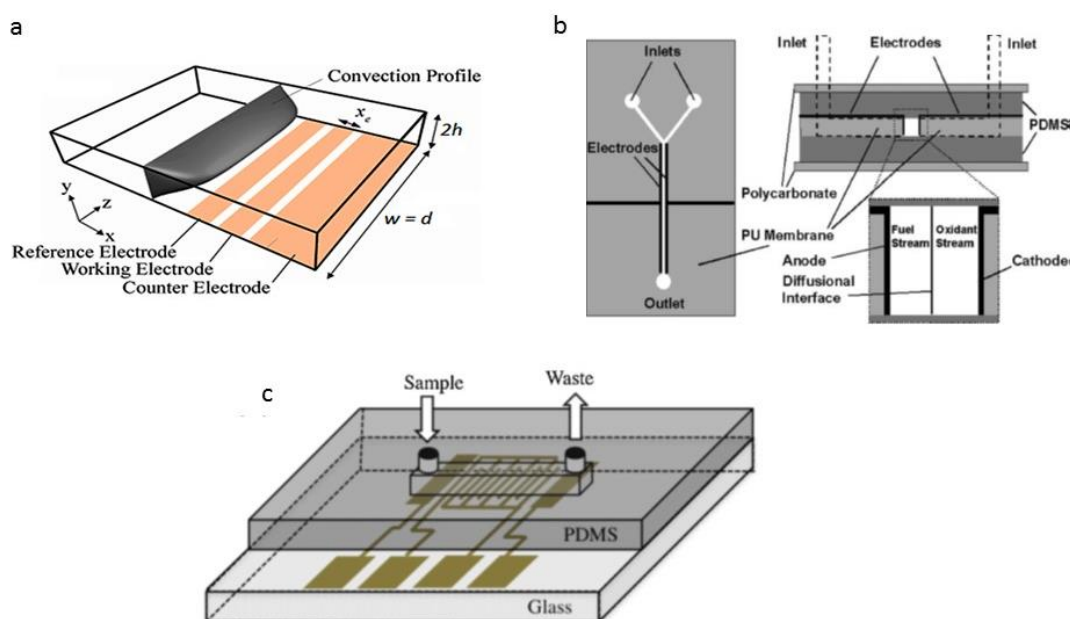 a
Convection Profile
xe
2h
y
z
x
w = d
Reference Electrode
Working Electrode
Counter Electrode
b
Inlets
Electrodes
Outlet
Inlet
Electrodes
Inlet
PDMS
Polycarbonate
PU Membrane
Anode
Diffusional
Interface
Fuel
Stream
Oxidant
Stream
Cathode
c
Sample
Waste
PDMS
Glass